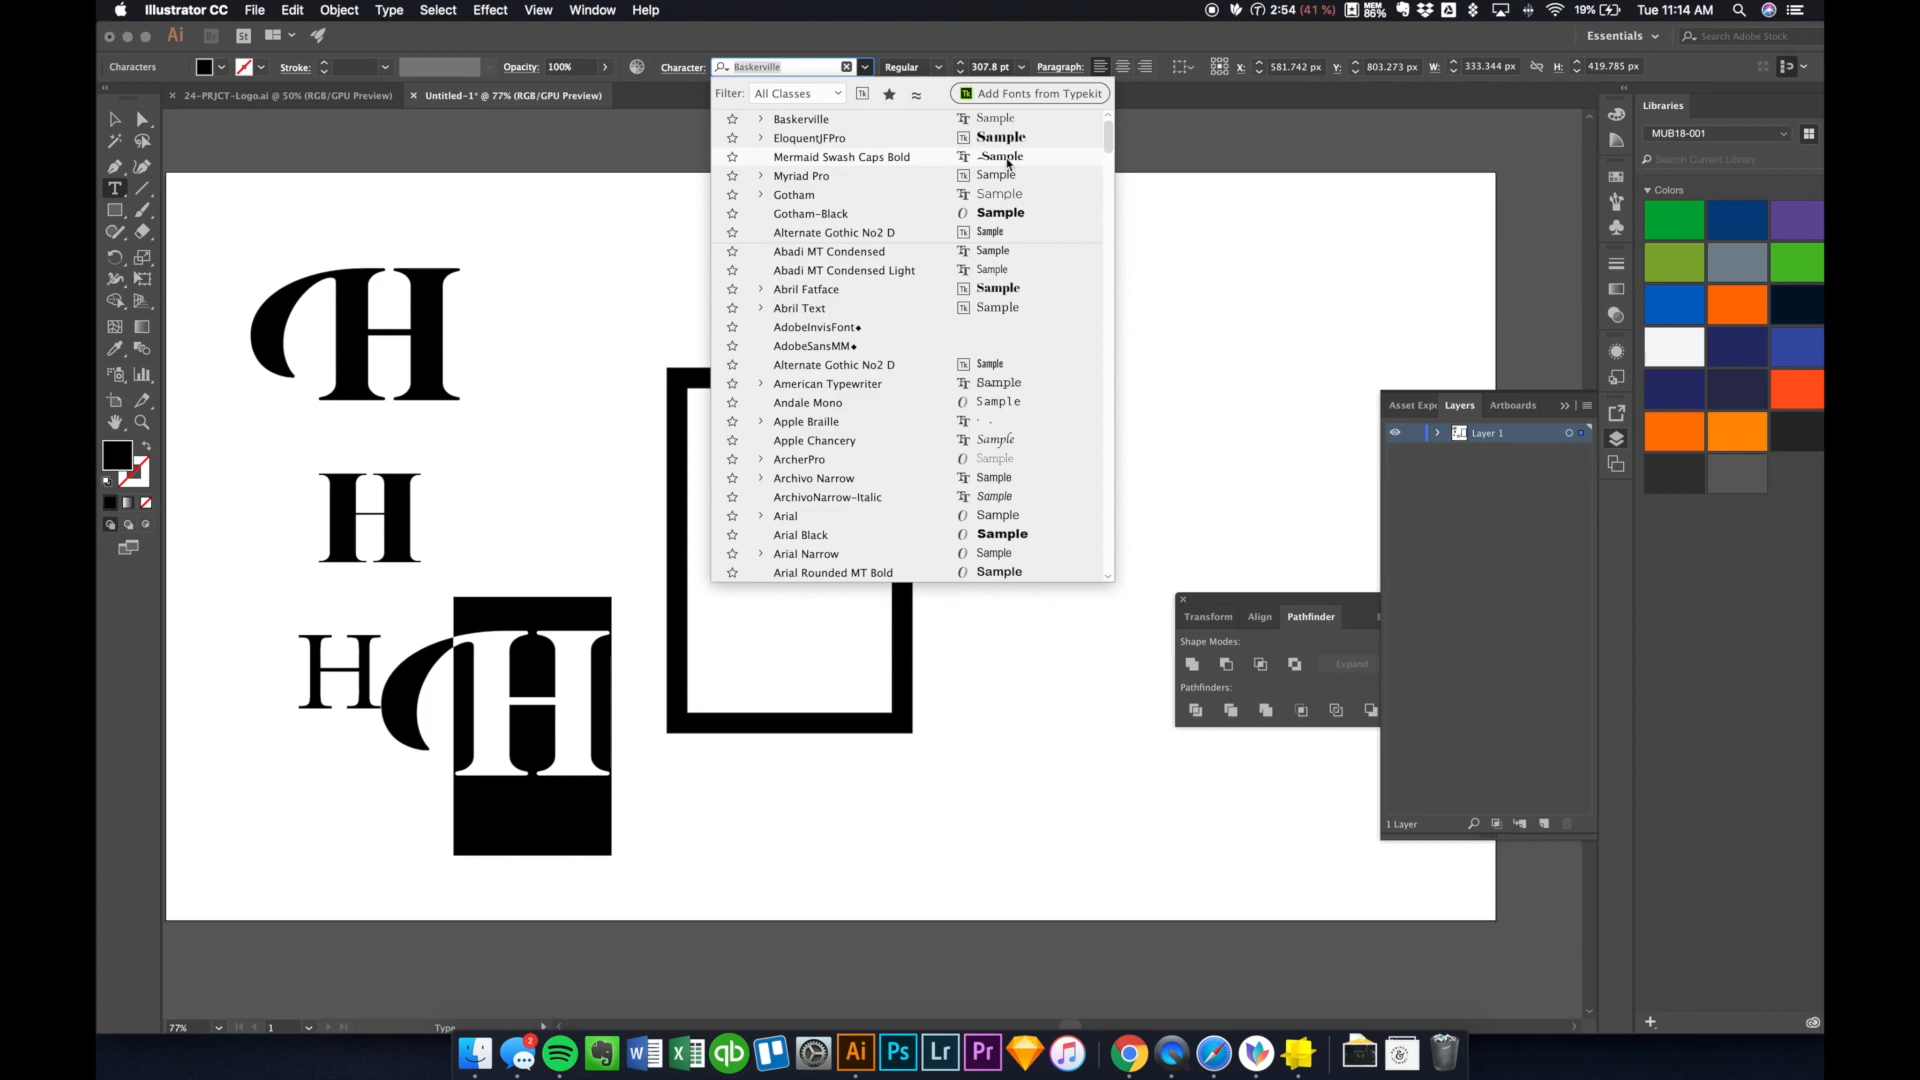 Illustrator CC File Edit Object Type Select Effect View Window Help
2:54 (41 %) MEM 86% 19% Tue 11:14 AM
Ai Br St Essentials Search Adobe Stock
Characters Stroke: Opacity: 100% Character: Baskerville Regular 307.8 pt Paragraph: X: 581.742 px Y: 803.273 px W: 333.344 px H: 419.785 px
24-PRJCT-Logo.ai @ 50% (RGB/GPU Preview) Untitled-1* @ 77% (RGB/GPU Preview)
Filter: All Classes Tk Tk Add Fonts from Typekit
Baskerville Sample
EloquentJFPro Sample
Mermaid Swash Caps Bold Sample
Myriad Pro Sample
Gotham Sample
Gotham-Black Sample
Alternate Gothic No2 D Sample
Abadi MT Condensed Sample
Abadi MT Condensed Light Sample
Abril Fatface Sample
Abril Text Sample
AdobeInvisFont
AdobeSansMM
Alternate Gothic No2 D Sample
American Typewriter Sample
Andale Mono Sample
Apple Braille
Apple Chancery Sample
ArcherPro Sample
Archivo Narrow Sample
ArchivoNarrow-Italic Sample
Arial Sample
Arial Black Sample
Arial Narrow Sample
Arial Rounded MT Bold Sample
H
H
H
H
Libraries
MUB18-001
Search Current Library
Colors
Asset Expo Layers Artboards
Layer 1
1 Layer
Transform Align Pathfinder
Shape Modes:
Expand
Pathfinders:
77% 1 Type
2 W X qb Ai Ps Lr Pr &